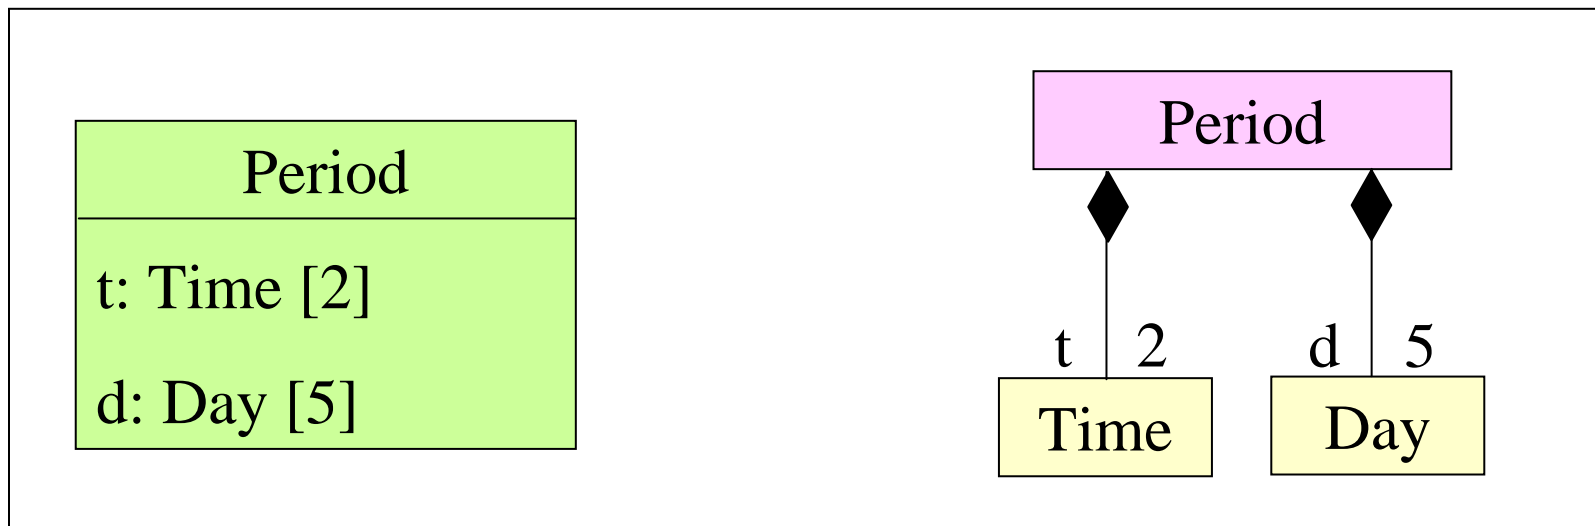 Period
t: Time [2]
d: Day [5]
Period
t 2
d 5
Time
Day